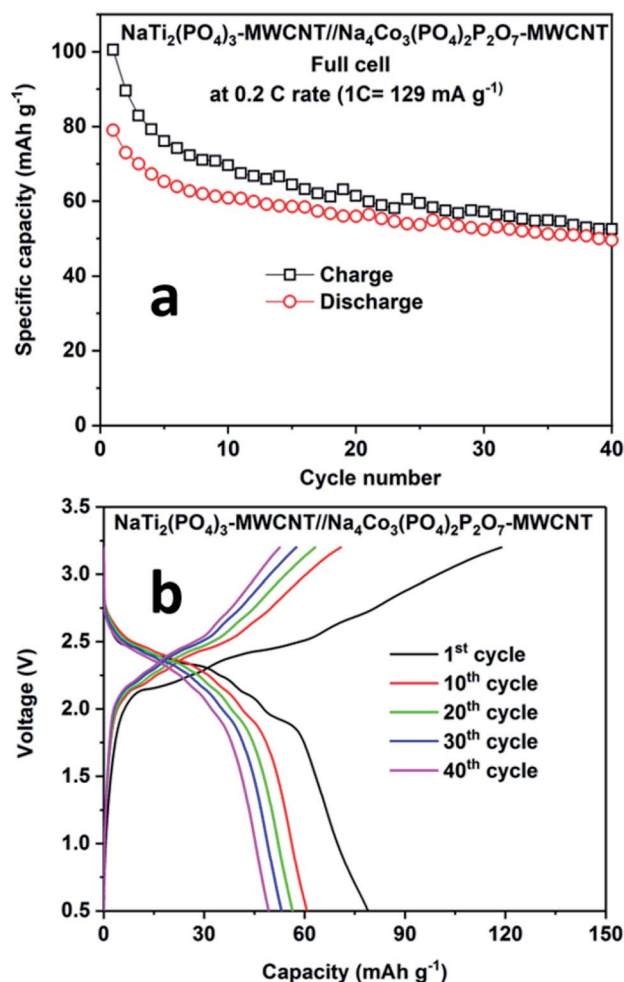 NaTi₂(PO₄)₃-MWCNT//Na₄Co₃(PO₄)₂P₂O₇-MWCNT
Full cell
at 0.2 C rate (1C= 129 mA g⁻¹)
100
80
60
40
20
0
Specific capacity (mAh g⁻¹)
Charge
Discharge
a
0 10 20 30 40
Cycle number
NaTi₂(PO₄)₃-MWCNT//Na₄Co₃(PO₄)₂P₂O₇-MWCNT
3.5
3.0
2.5
2.0
1.5
1.0
0.5
Voltage (V)
b
1ˢᵗ cycle
10ᵗʰ cycle
20ᵗʰ cycle
30ᵗʰ cycle
40ᵗʰ cycle
0 30 60 90 120 150
Capacity (mAh g⁻¹)